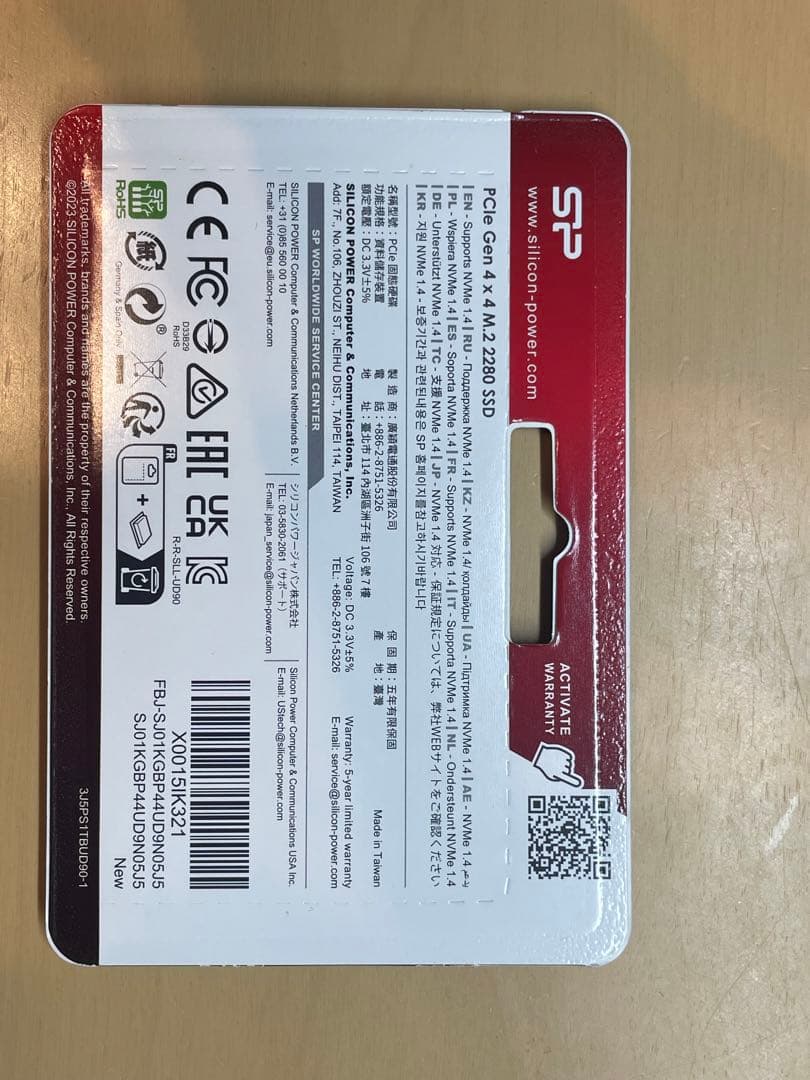 SP
www.silicon-power.com
ACTIVATE
WARRANTY
PCIe Gen 4 x 4 M.2 2280 SSD
| EN - Supports NVMe 1.4 | RU - Поддержка NVMe 1.4 | KZ - NVMe 1.4/ қолдайды | UA - Підтримка NVMe 1.4 | AE - NVMe 1.4 يدعم
| PL - Wspiera NVMe 1.4 | ES - Soporta NVMe 1.4 | FR - Supports NVMe 1.4 | IT - Supporta NVMe 1.4 | NL - Ondersteunt NVMe 1.4
| DE - Unterstützt NVMe 1.4 | TC - 支援 NVMe 1.4 | JP - NVMe 1.4 対応・保証規定については、弊社WEBサイトをご確認ください
| KR - 지원 NVMe 1.4 - 보증기간과 관련된내용은 SP 홈페이지를참고하시기바랍니다
名稱型號：PCIe 固態硬碟 製造商：廣穎電通股份有限公司 保固期：五年有限保固
功能規格：資料儲存裝置 電話：+886-2-8751-5326 產地：臺灣 Made in Taiwan
額定電壓：DC 3.3V±5% 地址：臺北市 114 內湖區洲子街 106 號 7 樓
SILICON POWER Computer & Communications, Inc. Voltage: DC 3.3V±5% Warranty: 5-year limited warranty
Add: 7F., No.106, ZHOUZI ST., NEIHU DIST., TAIPEI 114, TAIWAN TEL: +886-2-8751-5326 E-mail: service@silicon-power.com
SP WORLDWIDE SERVICE CENTER
SILICON POWER Computer & Communications Netherlands B.V. シリコンパワージャパン株式会社 Silicon Power Computer & Communications USA Inc.
TEL: +31 (0)85 560 00 10 TEL: 03-5830-2061（サポート） E-mail: UStech@silicon-power.com
E-mail: service@eu.silicon-power.com E-mail: japan_service@silicon-power.com
CE FC EAC UK CA
D33B29
RoHS
R-R-SLL-UD90
SP
RoHS
紙
Germany & Spain Only
FR
+
X0015IK321
FBJ-SJ01KGBP44UD9N05J5
SJ01KGBP44UD9N05J5
New
All trademarks, brands and names are the property of their respective owners.
©2023 SILICON POWER Computer & Communications, Inc., All Rights Reserved.
3J5PS1TBUD90-1